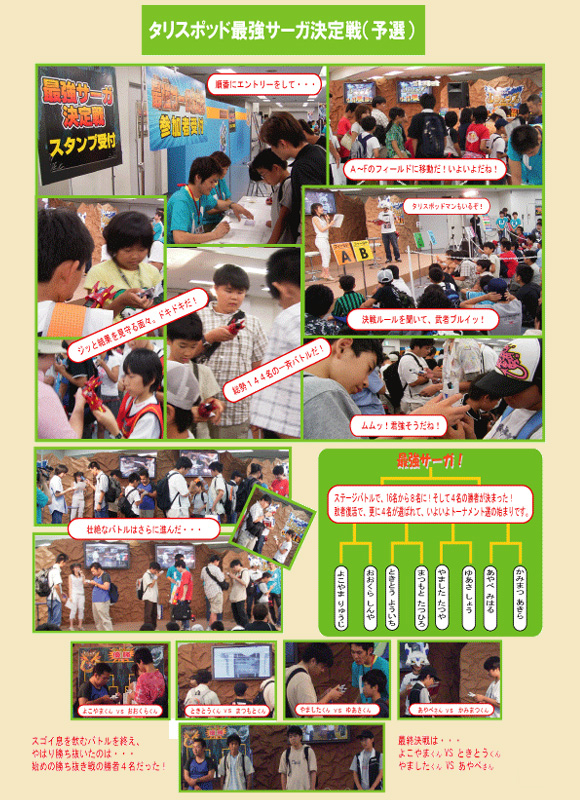 タリスポッド最強サーガ決定戦（予選）
最強サーガ
決定戦
スタンプ受付
参加者受付
順番にエントリーをして・・・
A～Fのフィールドに移動だ！いよいよだね！
タリスポッドマンもいるぞ！
A
B
決戦ルールを聞いて、武者ブルイッ！
ジッと結果を見守る面々。ドキドキだ！
総勢１４４名の一斉バトルだ！
ムムッ！君強そうだね！
壮絶なバトルはさらに進んだ・・・
最強サーガ！
ステージバトルで、16名から８名に！そして４名の勝者が決まった！
敗者復活で、更に４名が選ばれて、いよいよトーナメント選の始まりです。
よこやま りゅうじ
おおくら しんや
ときとう よういち
まつもと たつひろ
やました たつや
ゆあさ しょう
あやべ みはる
かみまつ あきら
よこやまくん VS おおくらくん
ときとうくん VS まつもとくん
やましたくん VS ゆあさくん
あやべさん VS かみまつくん
スゴイ息を飲むバトルを終え、
やはり勝ち抜いたのは・・・
始めの勝ち抜き戦の勝者４名だった！
最終決戦は・・・
よこやまくん VS ときとうくん
やましたくん VS あやべさん